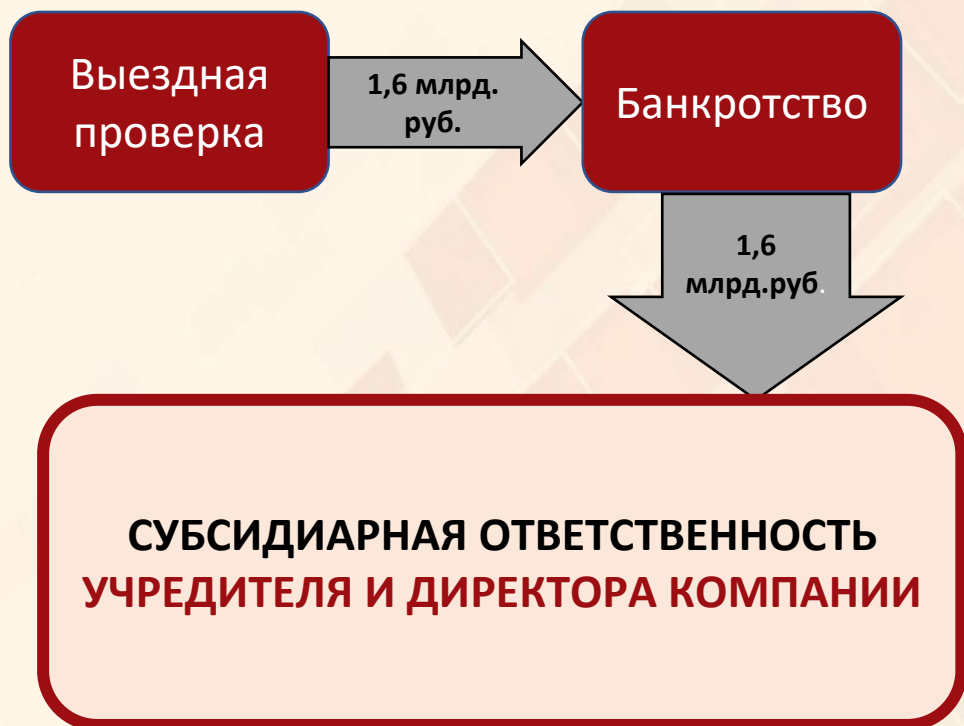 Выездная
проверка
1,6 млрд.
руб.
Банкротство
1,6
млрд.руб.
СУБСИДИАРНАЯ ОТВЕТСТВЕННОСТЬ
УЧРЕДИТЕЛЯ И ДИРЕКТОРА КОМПАНИИ